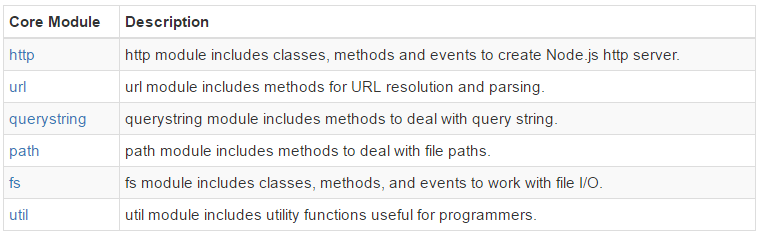 Core Module Description
http http module includes classes, methods and events to create Node.js http server.
url url module includes methods for URL resolution and parsing.
querystring querystring module includes methods to deal with query string.
path path module includes methods to deal with file paths.
fs fs module includes classes, methods, and events to work with file I/O.
util util module includes utility functions useful for programmers.